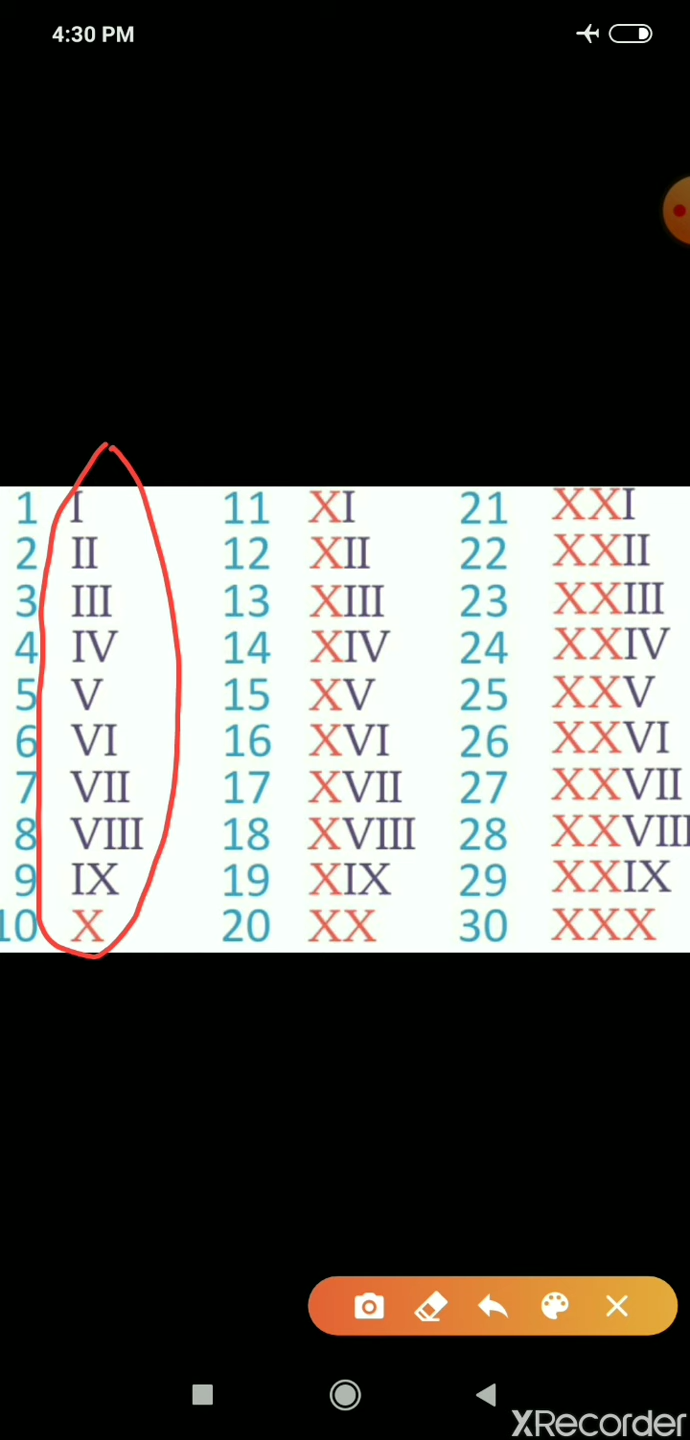 4:30 PM
1 I 11 XI 21 XXI
2 II 12 XII 22 XXII
3 III 13 XIII 23 XXIII
4 IV 14 XIV 24 XXIV
5 V 15 XV 25 XXV
6 VI 16 XVI 26 XXVI
7 VII 17 XVII 27 XXVII
8 VIII 18 XVIII 28 XXVIII
9 IX 19 XIX 29 XXIX
10 X 20 XX 30 XXX
XRecorder